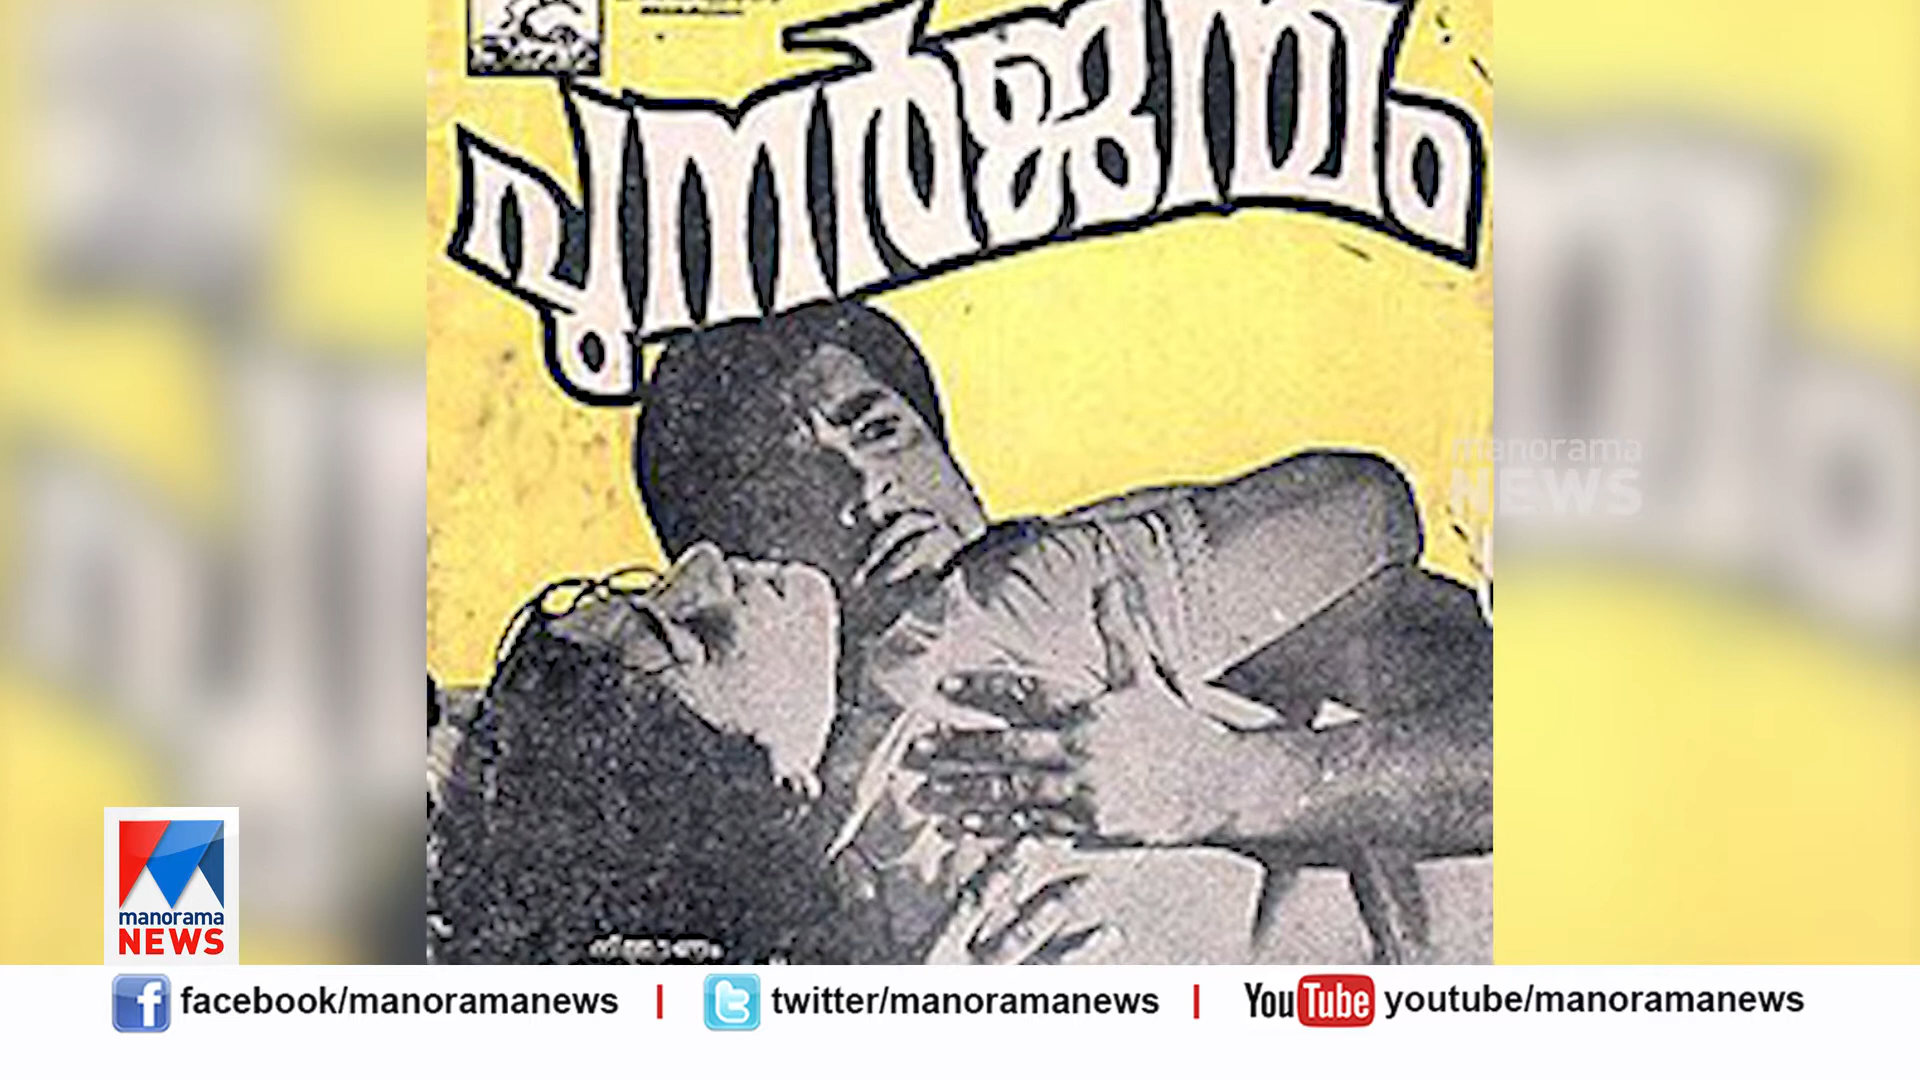 പുനർജന്മം
manorama
NEWS
manorama
NEWS
facebook/manoramanews
twitter/manoramanews
YouTube youtube/manoramanews